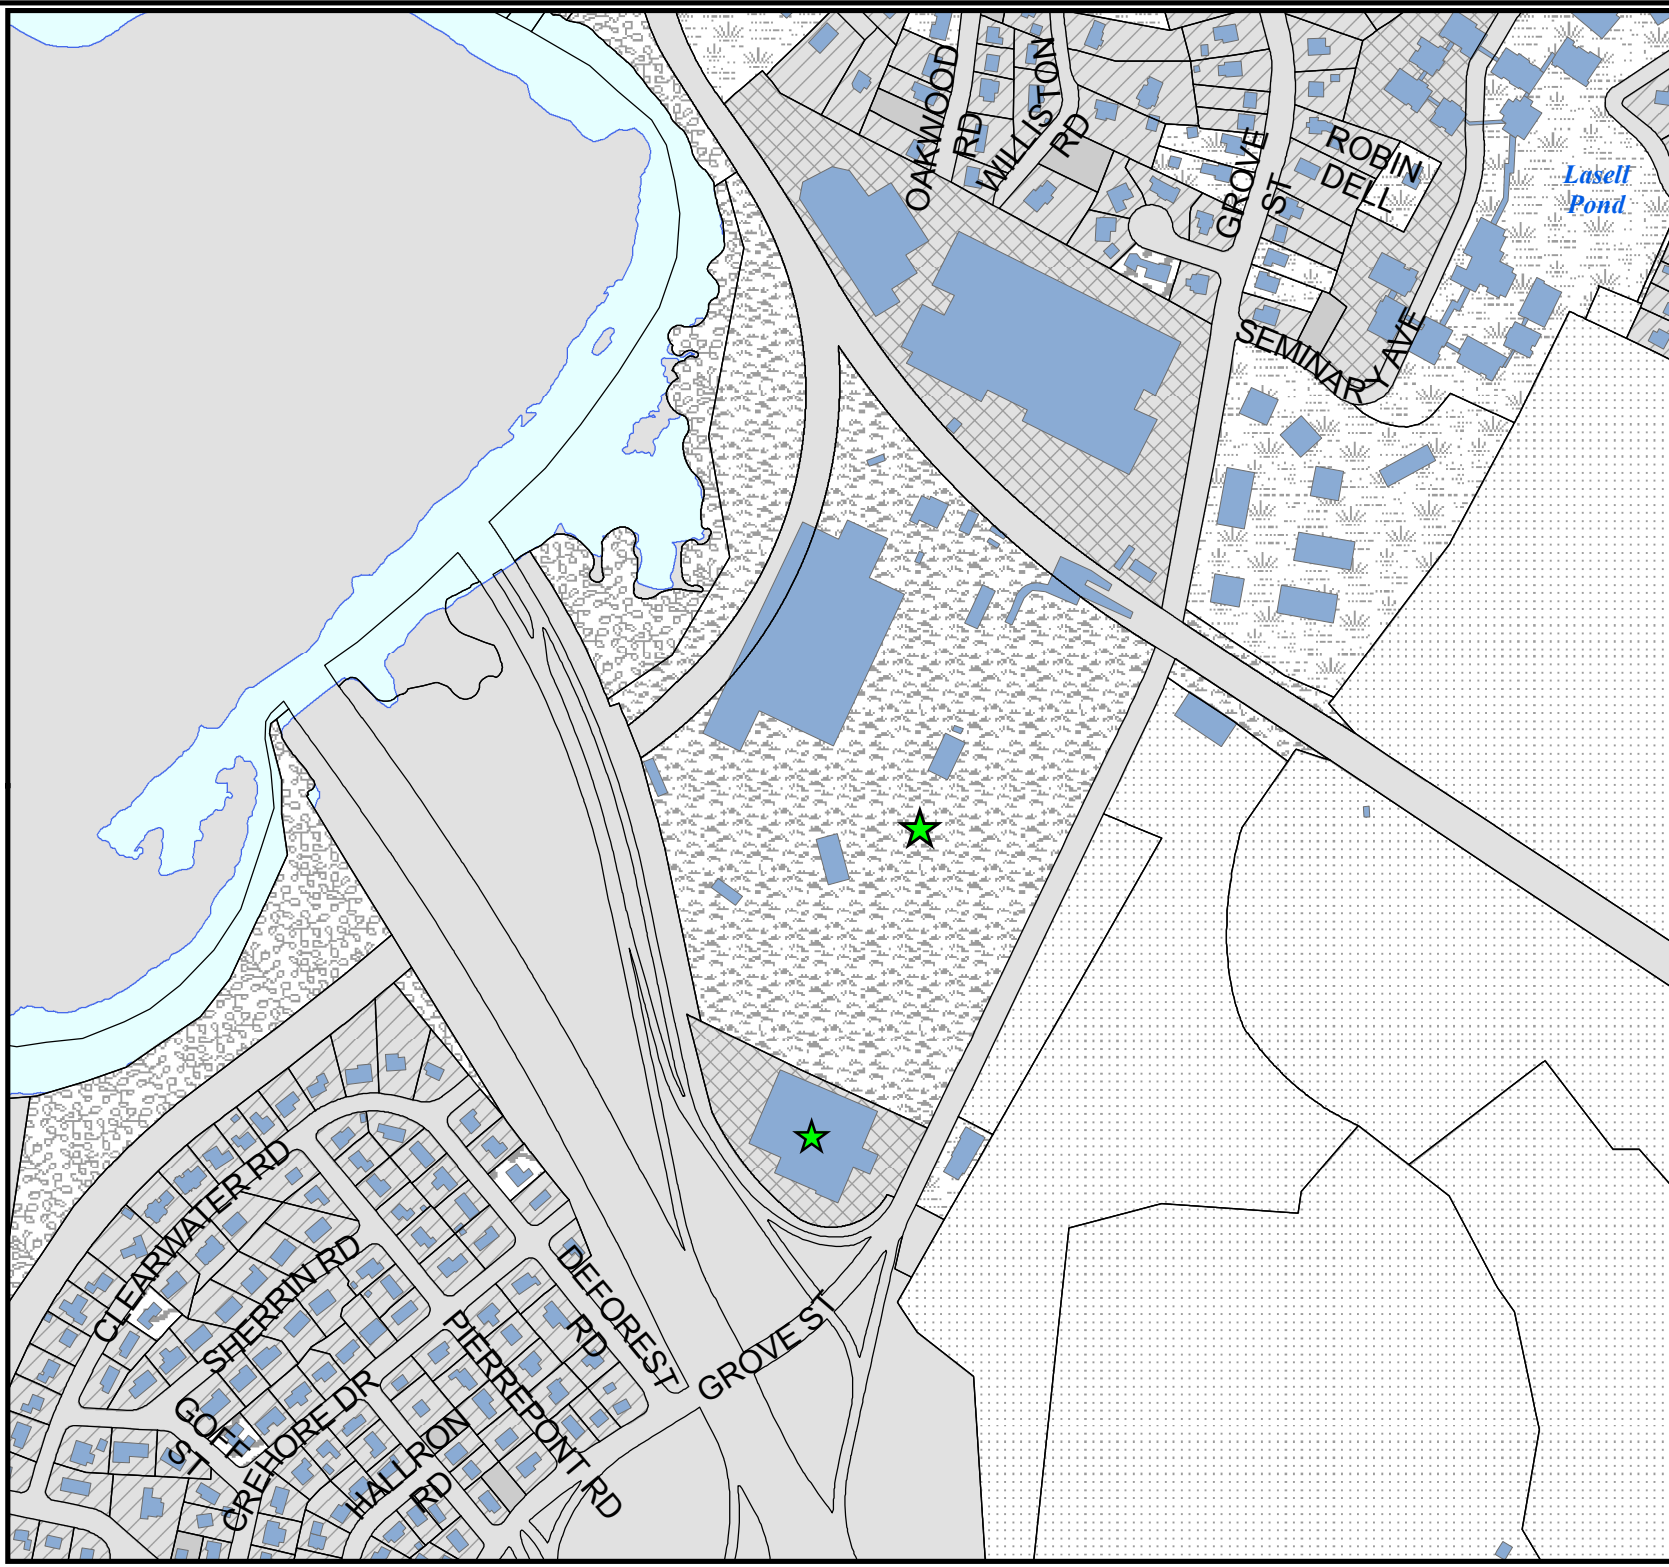 OAKWOOD
RD
WILLISTON
RD
GROVE
ST
ROBIN
DELL
Lasell
Pond
SEMINARY AVE
CLEARWATER RD
SHERRIN RD
DEFOREST
RD
PIERREPONT RD
GROVE ST
GOFF
ST
CREHORE DR
HALLRON
RD